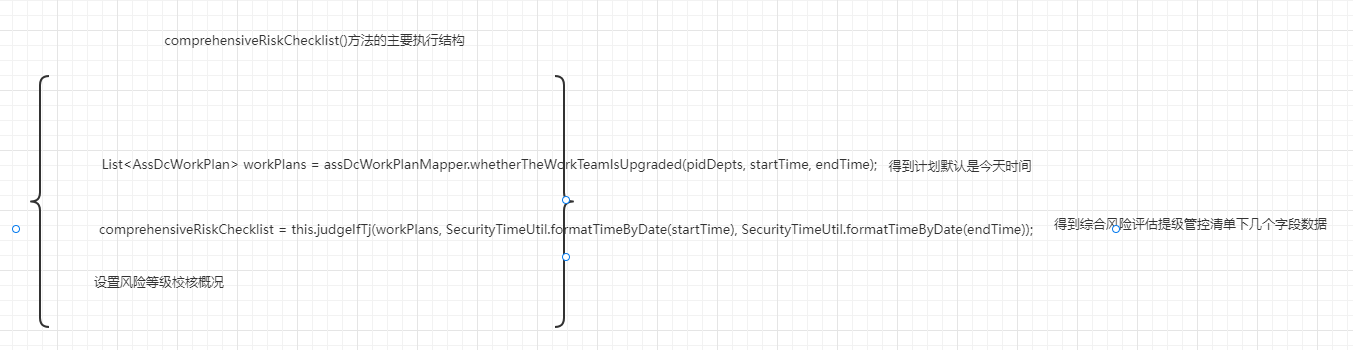 comprehensiveRiskChecklist()方法的主要执行结构
List<AssDcWorkPlan> workPlans = assDcWorkPlanMapper.whetherTheWorkTeamIsUpgraded(pidDepts, startTime, endTime); 得到计划默认是今天时间
comprehensiveRiskChecklist = this.judgeIfTj(workPlans, SecurityTimeUtil.formatTimeByDate(startTime), SecurityTimeUtil.formatTimeByDate(endTime)); 得到综合风险评估提级管控清单下几个字段数据
设置风险等级校核概况